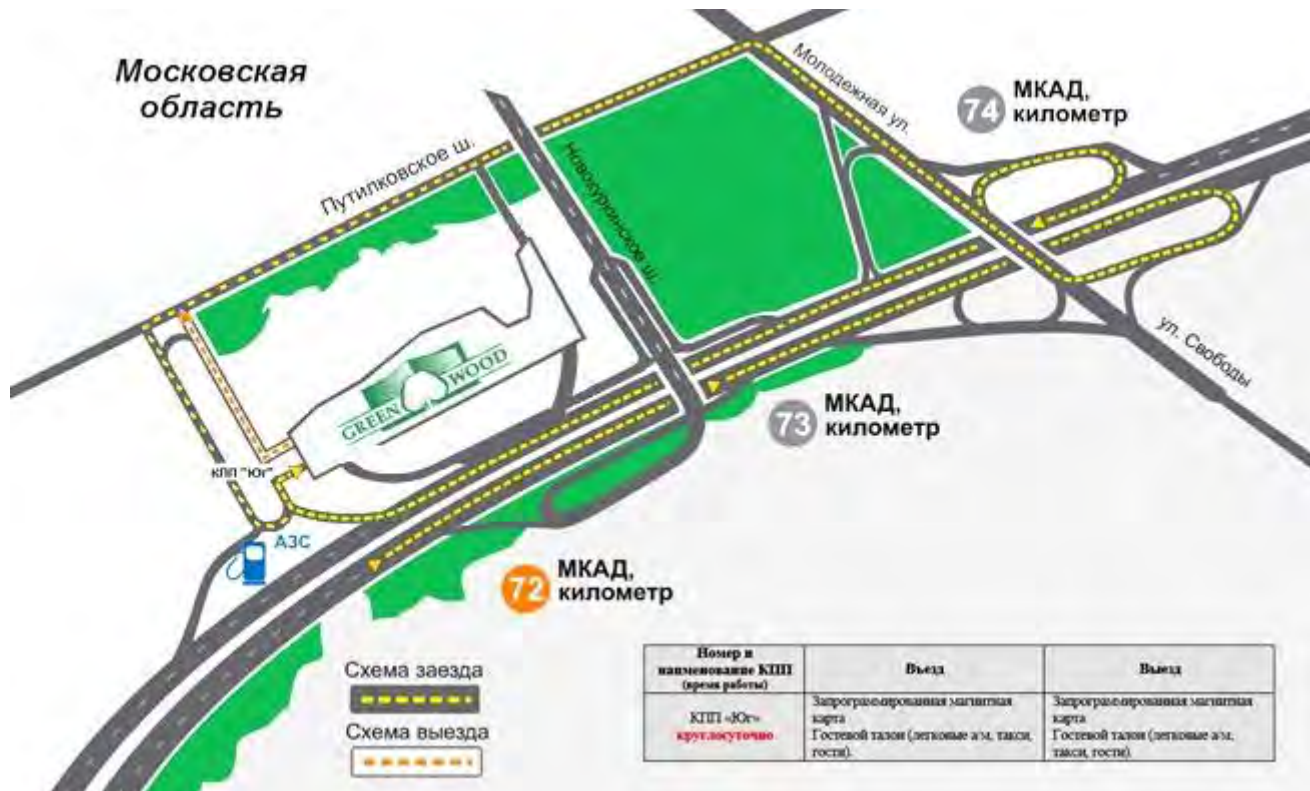 Московская
область
74
МКАД,
километр
Молодежная ул.
Путилковское ш.
Новокуркинское ш.
GREEN WOOD
ул. Свободы
73
МКАД,
километр
КПП "Юг"
АЗС
72
МКАД,
километр
Схема заезда
Схема выезда
Номер и
наименование КПП
(время работы)
Въезд
Выезд
КПП «Юг»
круглосуточно
Запрограммированная магнитная
карта
Гостевой талон (легковые а/м, такси,
гости).
Запрограммированная магнитная
карта
Гостевой талон (легковые а/м,
такси, гости).